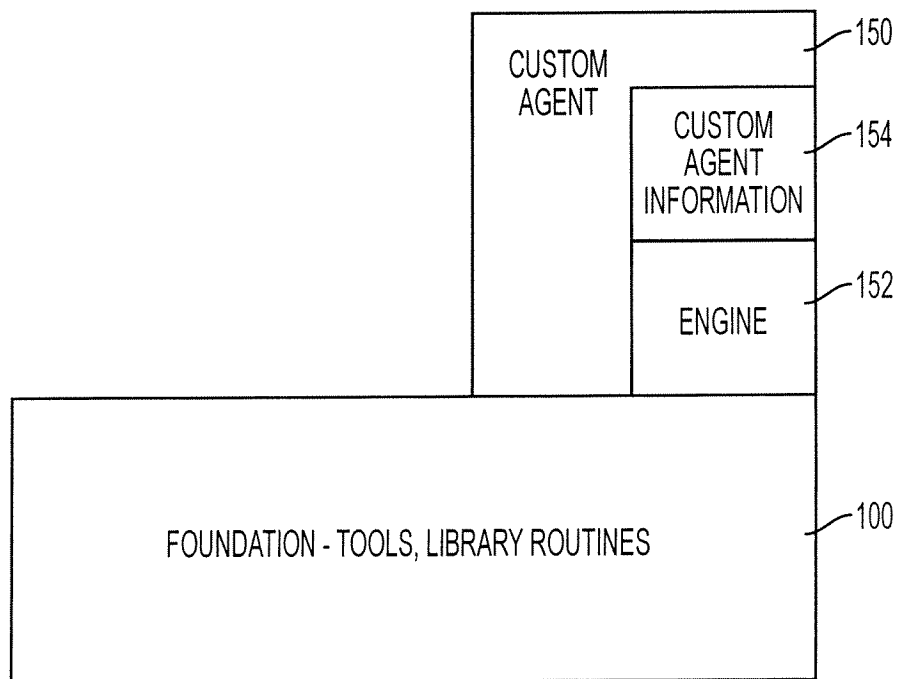 150
CUSTOM
AGENT
CUSTOM
AGENT
INFORMATION
154
ENGINE
152
FOUNDATION - TOOLS, LIBRARY ROUTINES
100